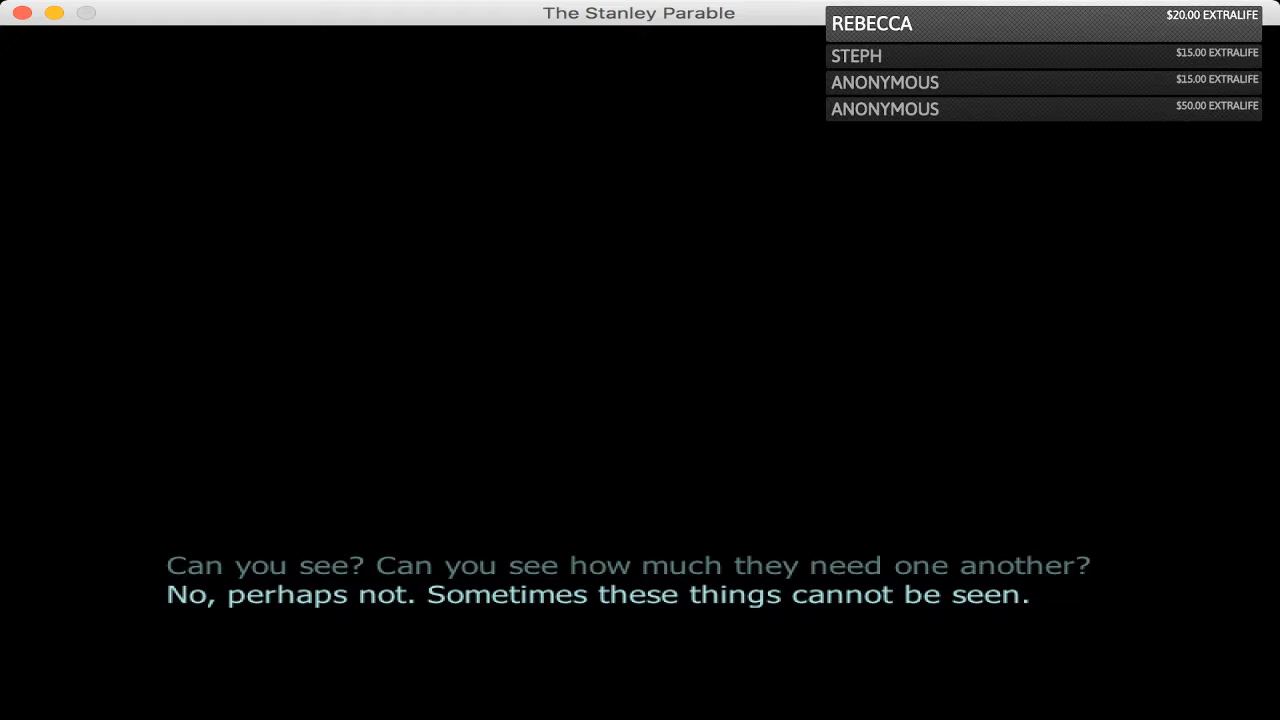 The Stanley Parable
REBECCA $20.00 EXTRALIFE
STEPH $15.00 EXTRALIFE
ANONYMOUS $15.00 EXTRALIFE
ANONYMOUS $50.00 EXTRALIFE
Can you see? Can you see how much they need one another?
No, perhaps not. Sometimes these things cannot be seen.